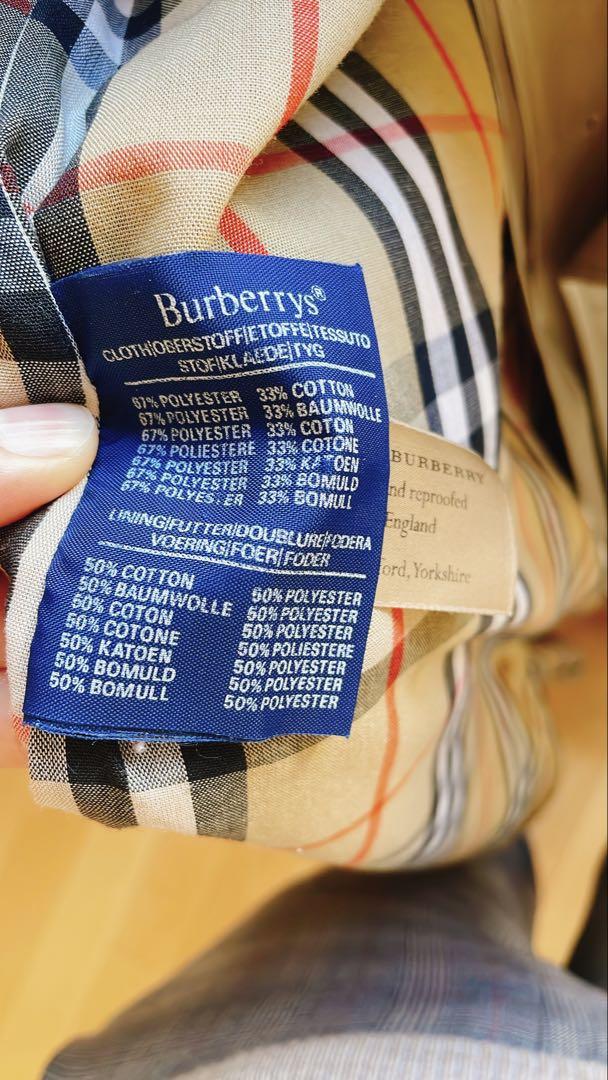 Burberrys®
CLOTH|OBERSTOFF|ETOFFE|TESSUTO
STOF|KLAEDE|TYG
67% POLYESTER 33% COTTON
67% POLYESTER 33% BAUMWOLLE
67% POLYESTER 33% COTON
67% POLIESTERE 33% COTONE
67% POLYESTER 33%
67% POLYESTER 33% BOMULD
67% 33% BOMULL
LINING|FUTTER|DOUBLURE|FODERA
VOERING|FOER|FODER
50% COTTON 50% POLYESTER
50% BAUMWOLLE 50% POLYESTER
50% COTON 50% POLYESTER
50% COTONE 50% POLIESTERE
50% KATOEN 50% POLYESTER
50% BOMULD 50% POLYESTER
50% BOMULL 50% POLYESTER
BURBERRY
reproofed
England
Yorkshire